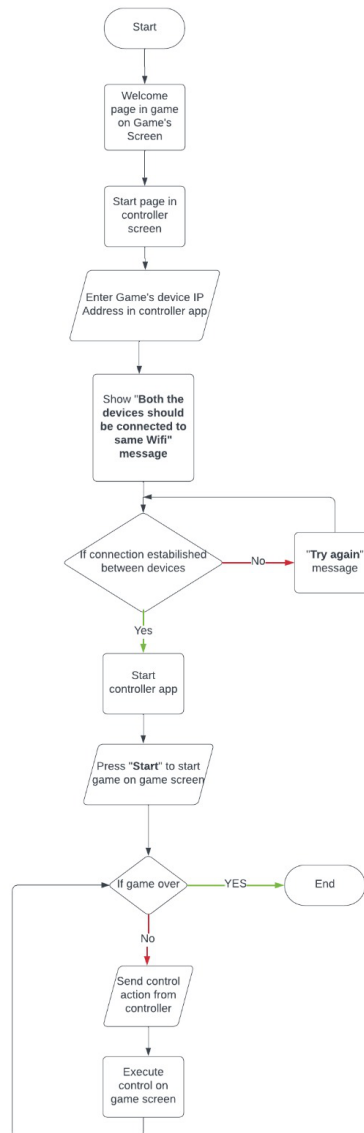 Start
Welcome
page in game
on Game's
Screen
Start page in
controller
screen
Enter Game's device IP
Address in controller app
Show "Both the
devices should
be connected to
same Wifi"
message
If connection estabilished
between devices
No
"Try again"
message
Yes
Start
controller app
Press "Start" to start
game on game screen
If game over
YES
End
No
Send control
action from
controller
Execute
control on
game screen